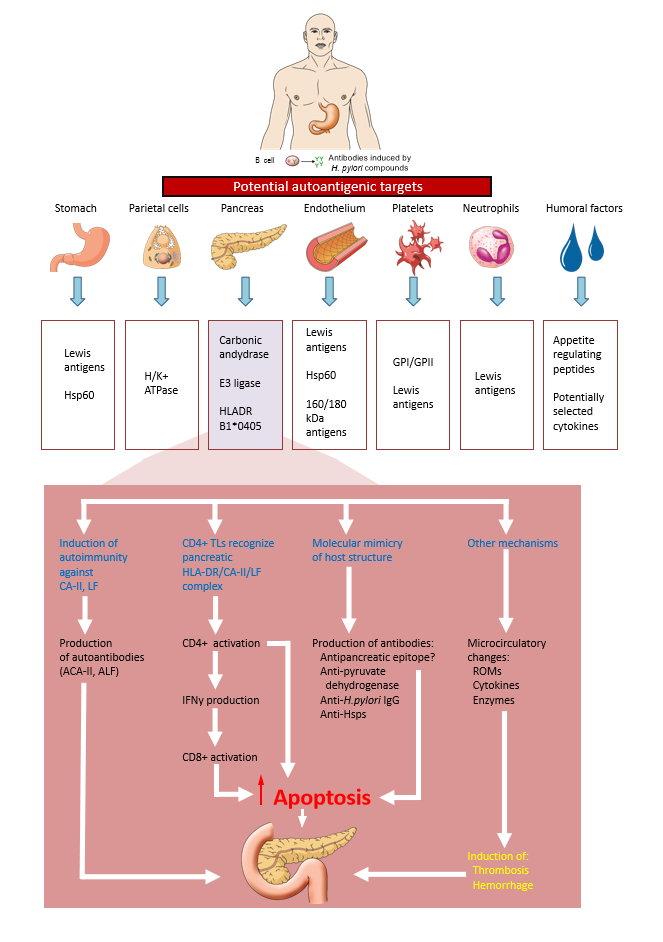 B cell
Antibodies induced by
H. pylori compounds
Potential autoantigenic targets
Stomach
Parietal cells
Pancreas
Endothelium
Platelets
Neutrophils
Humoral factors
Lewis
antigens
Hsp60
H/K+
ATPase
Carbonic
andydrase
E3 ligase
HLADR
B1*0405
Lewis
antigens
Hsp60
160/180
kDa
antigens
GPI/GPII
Lewis
antigens
Lewis
antigens
Appetite
regulating
peptides
Potentially
selected
cytokines
Induction of
autoimmunity
against
CA-II, LF
Production
of autoantibodies
(ACA-II, ALF)
CD4+ TLs recognize
pancreatic
HLA-DR/CA-II/LF
complex
CD4+ activation
IFNy production
CD8+ activation
Molecular mimicry
of host structure
Production of antibodies:
Antipancreatic epitope?
Anti-pyruvate
dehydrogenase
Anti-H.pylori IgG
Anti-Hsps
Other mechanisms
Microcirculatory
changes:
ROMs
Cytokines
Enzymes
Apoptosis
Induction of:
Thrombosis
Hemorrhage